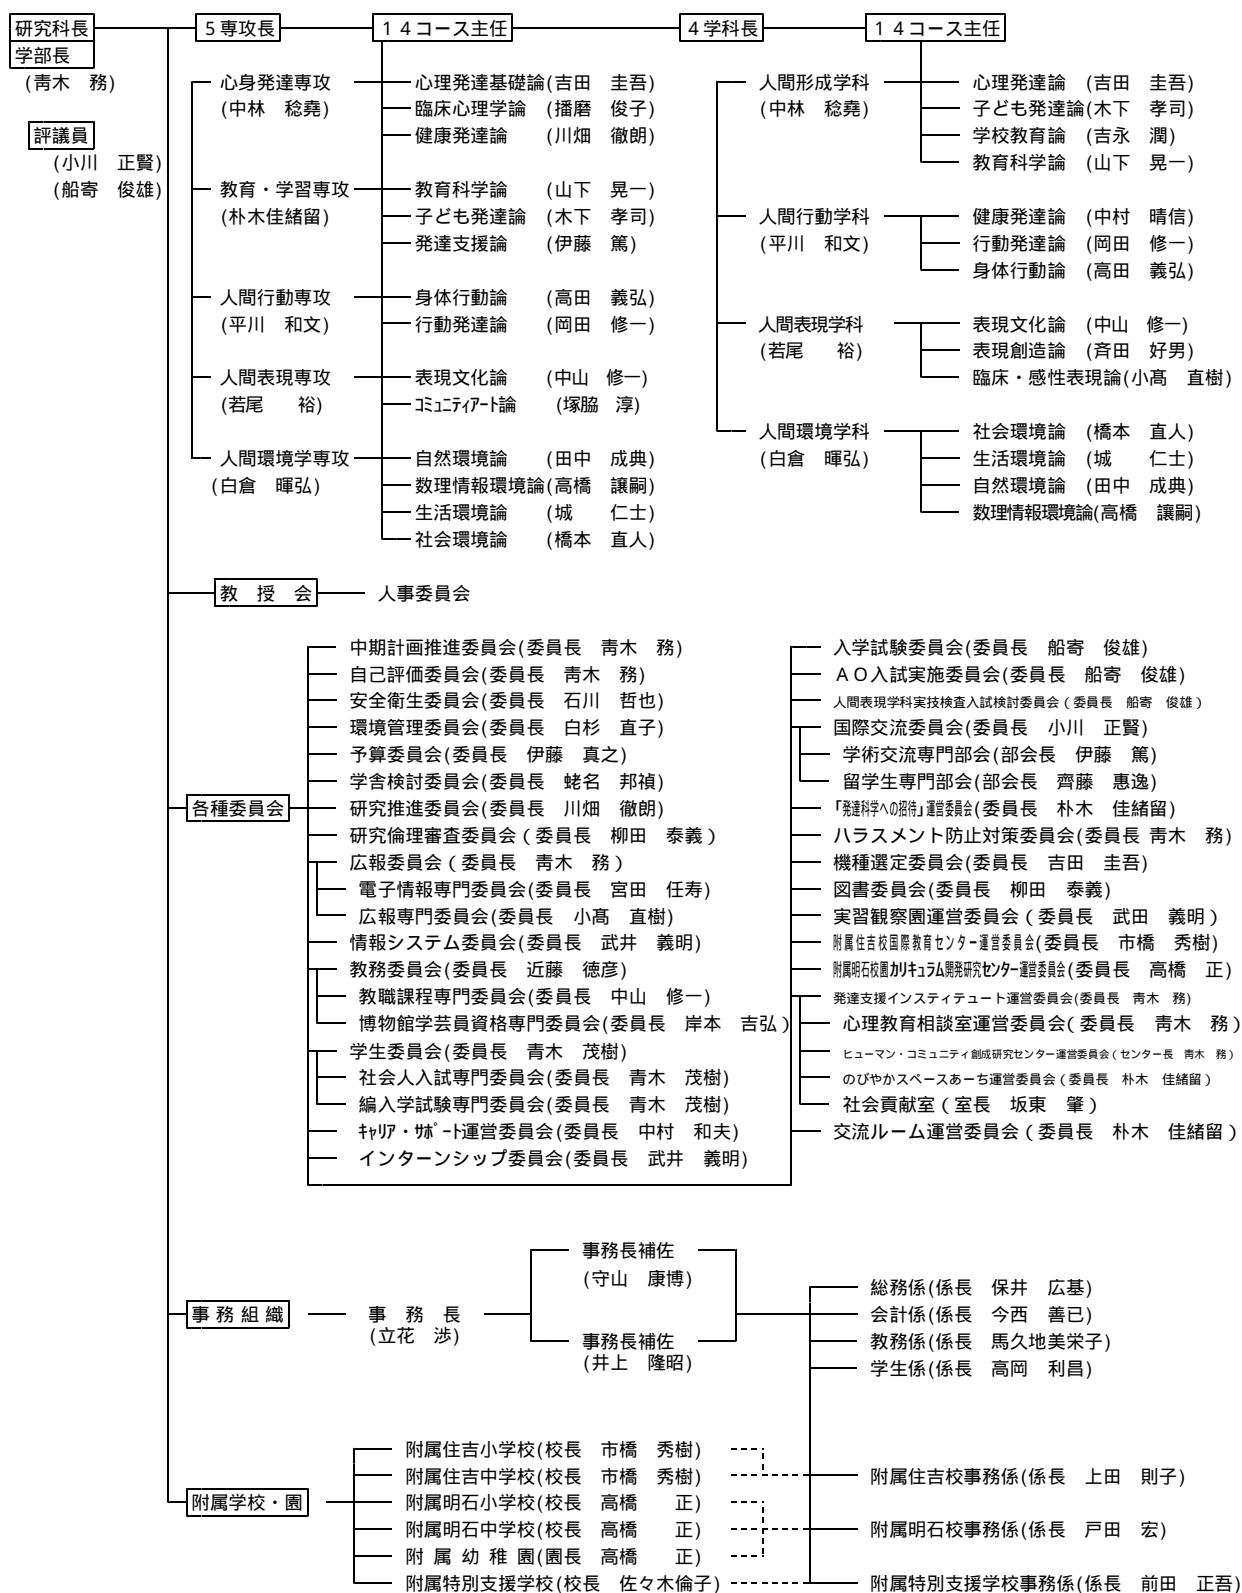 研究科長　５専攻長　１４コース主任　４学科長　１４コース主任
学部長
(青木　務)
評議員
(小川　正賢)
(船寄　俊雄)
心身発達専攻
(中林　稔堯)
心理発達基礎論(吉田　圭吾)
臨床心理学論　(播磨　俊子)
健康発達論　(川畑　徹朗)
教育・学習専攻
(朴木佳緒留)
教育科学論　(山下　晃一)
子ども発達論　(木下　孝司)
発達支援論　(伊藤　篤)
人間行動専攻
(平川　和文)
身体行動論　(高田　義弘)
行動発達論　(岡田　修一)
人間表現専攻
(若尾　裕)
表現文化論　(中山　修一)
コミュニティアート論　(塚脇　淳)
人間環境学専攻
(白倉　暉弘)
自然環境論　(田中　成典)
数理情報環境論(高橋　譲嗣)
生活環境論　(城　仁士)
社会環境論　(橋本　直人)
人間形成学科
(中林　稔堯)
心理発達論　(吉田　圭吾)
子ども発達論(木下　孝司)
学校教育論　(吉永　潤)
教育科学論　(山下　晃一)
人間行動学科
(平川　和文)
健康発達論　(中村　晴信)
行動発達論　(岡田　修一)
身体行動論　(高田　義弘)
人間表現学科
(若尾　裕)
表現文化論　(中山　修一)
表現創造論　(斉田　好男)
臨床・感性表現論(小髙　直樹)
人間環境学科
(白倉　暉弘)
社会環境論　(橋本　直人)
生活環境論　(城　仁士)
自然環境論　(田中　成典)
数理情報環境論(高橋　譲嗣)
教　授　会　人事委員会
各種委員会
中期計画推進委員会(委員長　青木　務)
自己評価委員会(委員長　青木　務)
安全衛生委員会(委員長　石川　哲也)
環境管理委員会(委員長　白杉　直子)
予算委員会(委員長　伊藤　真之)
学舎検討委員会(委員長　蛯名　邦禎)
研究推進委員会(委員長　川畑　徹朗)
研究倫理審査委員会（委員長　柳田　泰義）
広報委員会（委員長　青木　務）
電子情報専門委員会(委員長　宮田　任寿)
広報専門委員会(委員長　小髙　直樹)
情報システム委員会(委員長　武井　義明)
教務委員会(委員長　近藤　徳彦)
教職課程専門委員会(委員長　中山　修一)
博物館学芸員資格専門委員会(委員長　岸本　吉弘)
学生委員会(委員長　青木　茂樹)
社会人入試専門委員会(委員長　青木　茂樹)
編入学試験専門委員会(委員長　青木　茂樹)
キャリア・サポート運営委員会(委員長　中村　和夫)
インターンシップ委員会(委員長　武井　義明)
入学試験委員会(委員長　船寄　俊雄)
ＡＯ入試実施委員会(委員長　船寄　俊雄)
人間表現学科実技検査入試検討委員会（委員長　船寄　俊雄）
国際交流委員会(委員長　小川　正賢)
学術交流専門部会(部会長　伊藤　篤)
留学生専門部会(部会長　齊藤　惠逸)
「発達科学への招待」運営委員会(委員長　朴木　佳緒留)
ハラスメント防止対策委員会(委員長 青木　務)
機種選定委員会(委員長　吉田　圭吾)
図書委員会(委員長　柳田　泰義)
実習観察園運営委員会（委員長　武田　義明）
附属住吉校国際教育センター運営委員会(委員長　市橋　秀樹)
附属明石校園カリキュラム開発研究センター運営委員会(委員長　高橋　正)
発達支援インスティテュート運営委員会(委員長　青木　務)
心理教育相談室運営委員会（委員長　青木　務）
ヒューマン・コミュニティ創成研究センター運営委員会（センター長　青木　務）
のびやかスペースあーち運営委員会（委員長　朴木　佳緒留）
社会貢献室（室長　坂東　肇）
交流ルーム運営委員会（委員長　朴木　佳緒留）
事務組織
事　務　長
(立花　渉)
事務長補佐
(守山　康博)
事務長補佐
(井上　隆昭)
総務係(係長　保井　広基)
会計係(係長　今西　善已)
教務係(係長　馬久地美栄子)
学生係(係長　高岡　利昌)
附属学校・園
附属住吉小学校(校長　市橋　秀樹)
附属住吉中学校(校長　市橋　秀樹)
附属明石小学校(校長　高橋　正)
附属明石中学校(校長　高橋　正)
附 属 幼 稚 園(園長　高橋　正)
附属特別支援学校(校長　佐々木倫子)
附属住吉校事務係(係長　上田　則子)
附属明石校事務係(係長　戸田　宏)
附属特別支援学校事務係(係長　前田　正吾)